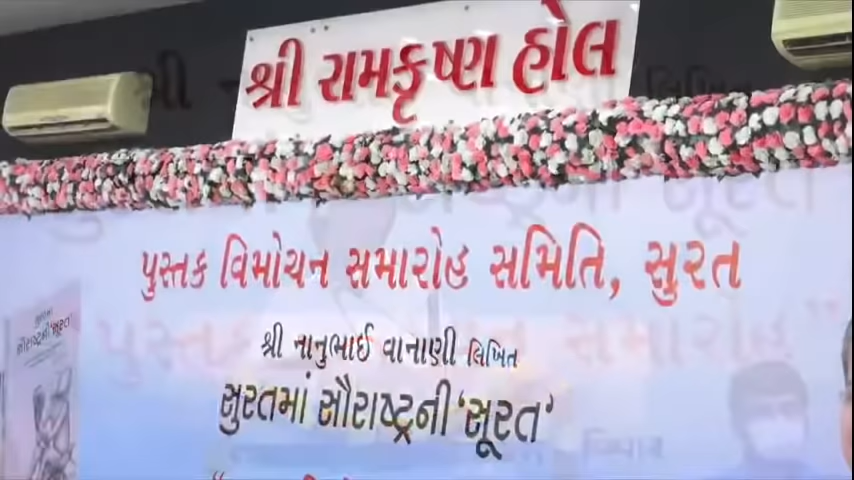 શ્રી રામકૃષ્ણ હોલ
પુસ્તક વિમોચન સમારોહ સમિતિ, સુરત
શ્રી નાનુભાઈ વાનાણી લિખિત
સુરતમાં સૌરાષ્ટ્રની ‘સૂરત’